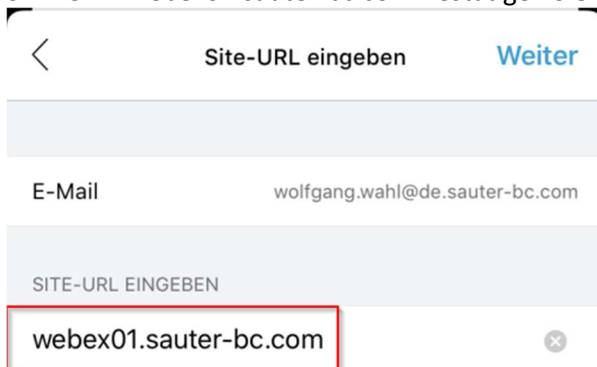 Site-URL eingeben Weiter
E-Mail wolfgang.wahl@de.sauter-bc.com
SITE-URL EINGEBEN
webex01.sauter-bc.com